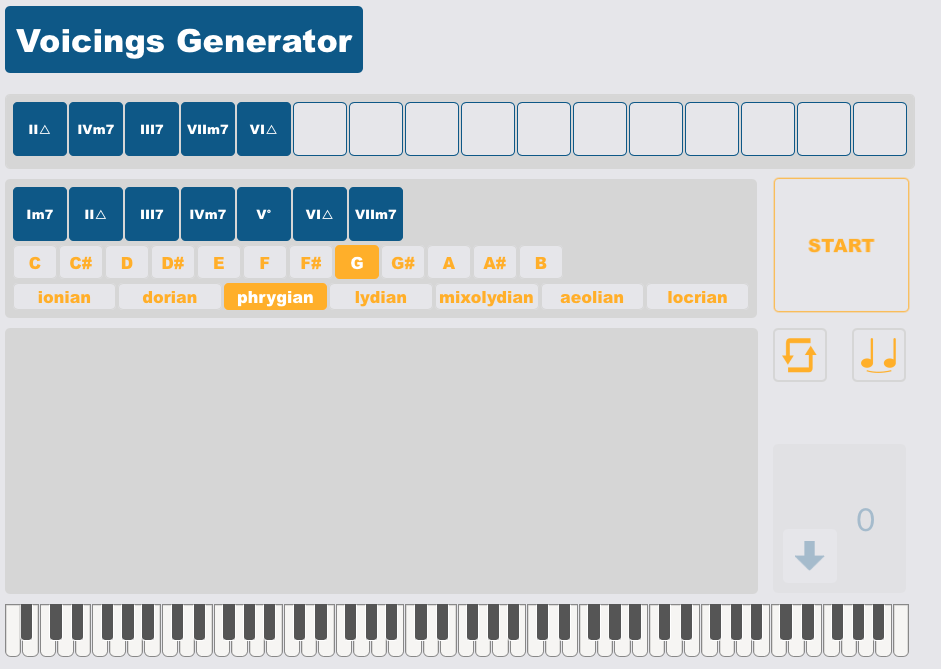 Voicings Generator
II△ IVm7 III7 VIIm7 VI△
Im7 II△ III7 IVm7 V° VI△ VIIm7
START
C C# D D# E F F# G G# A A# B
ionian dorian phrygian lydian mixolydian aeolian locrian
0